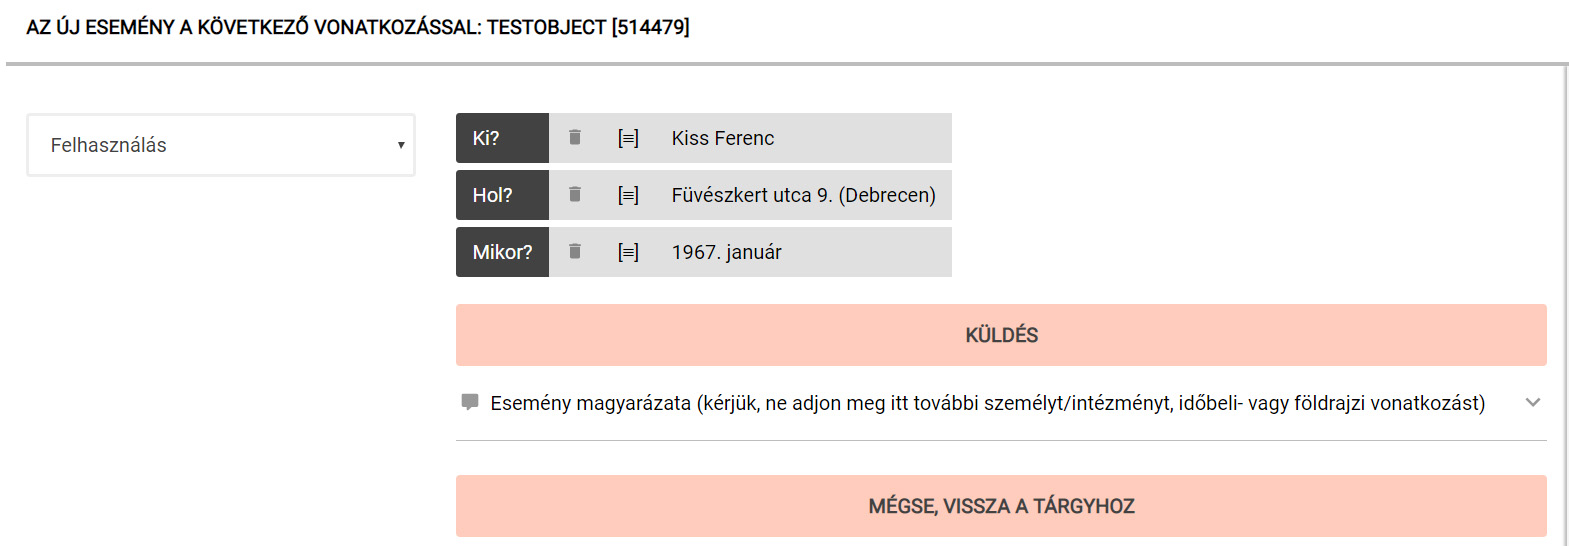 AZ ÚJ ESEMÉNY A KÖVETKEZŐ VONATKOZÁSSAL: TESTOBJECT [514479]
Felhasználás
Ki? [≡] Kiss Ferenc
Hol? [≡] Füvészkert utca 9. (Debrecen)
Mikor? [≡] 1967. január
KÜLDÉS
Esemény magyarázata (kérjük, ne adjon meg itt további személyt/intézményt, időbeli- vagy földrajzi vonatkozást)
MÉGSE, VISSZA A TÁRGYHOZ